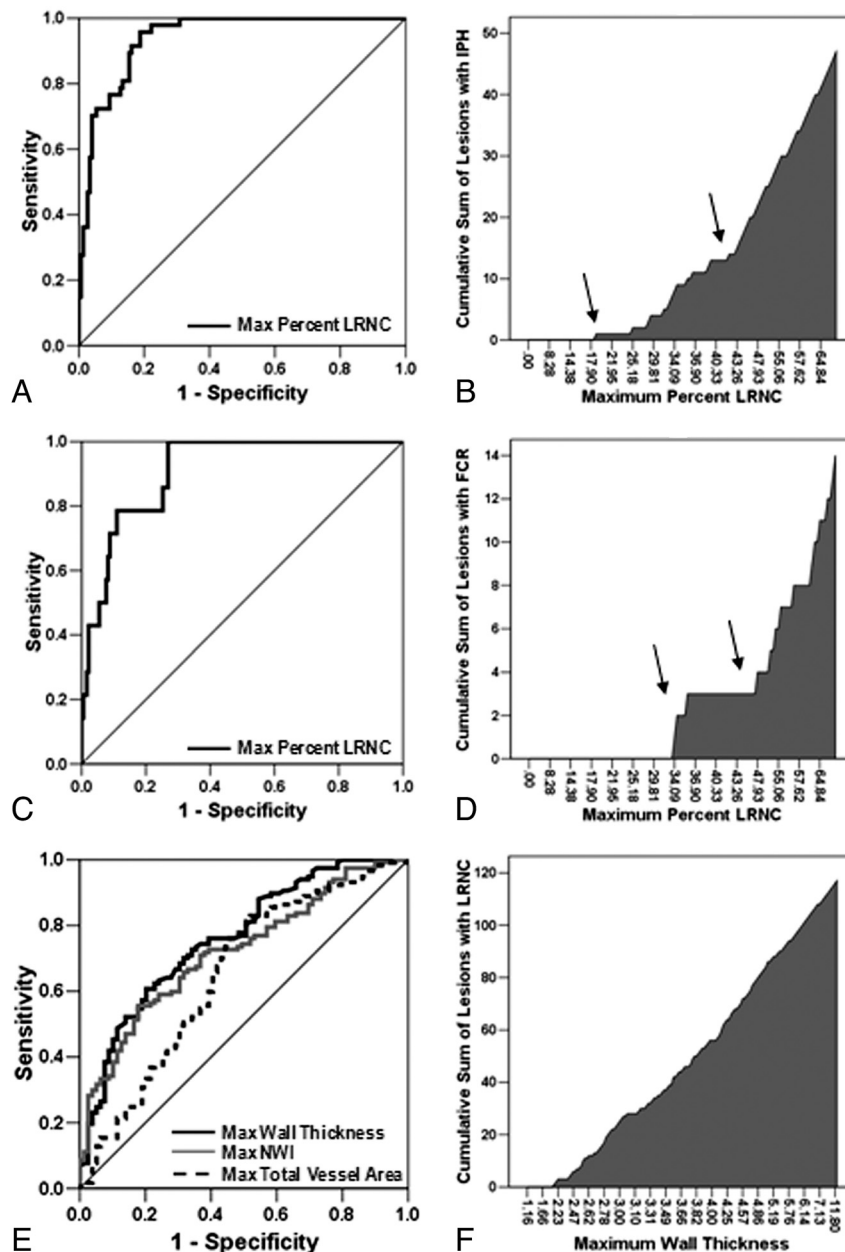 1.0
0.8
0.6
0.4
0.2
0.0
Sensitivity
Max Percent LRNC
0.0 0.2 0.4 0.6 0.8 1.0
1 - Specificity
A
50
40
30
20
10
0
Cumulative Sum of Lesions with IPH
.00 8.28 14.38 17.90 21.95 25.18 29.81 34.09 36.90 40.33 43.26 47.93 55.06 57.62 64.84
Maximum Percent LRNC
B
1.0
0.8
0.6
0.4
0.2
0.0
Sensitivity
Max Percent LRNC
0.0 0.2 0.4 0.6 0.8 1.0
1 - Specificity
C
14
12
10
8
6
4
2
0
Cumulative Sum of Lesions with FCR
.00 8.28 14.38 17.90 21.95 25.18 29.81 34.09 36.90 40.33 43.26 47.93 55.06 57.62 64.84
Maximum Percent LRNC
D
1.0
0.8
0.6
0.4
0.2
0.0
Sensitivity
Max Wall Thickness
Max NWI
Max Total Vessel Area
0.0 0.2 0.4 0.6 0.8 1.0
1 - Specificity
E
120
100
80
60
40
20
0
Cumulative Sum of Lesions with LRNC
1.16 1.66 2.23 2.47 2.62 2.78 3.00 3.10 3.31 3.49 3.66 3.82 4.00 4.25 4.57 4.86 5.19 5.76 6.14 7.13 11.80
Maximum Wall Thickness
F